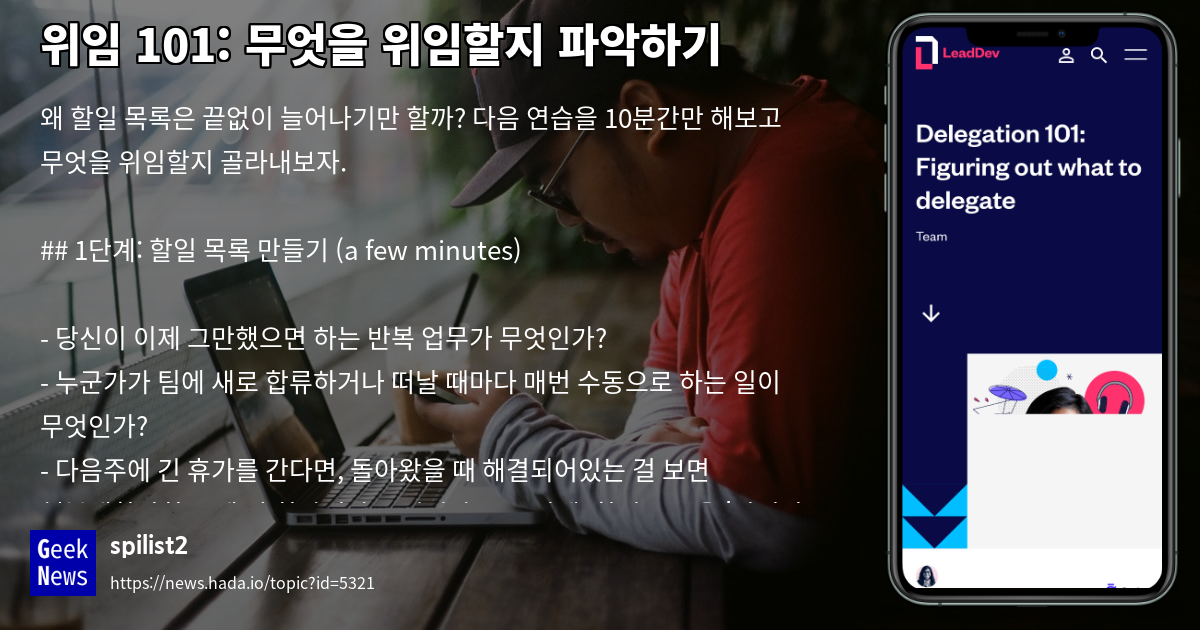 위임 101: 무엇을 위임할지 파악하기
왜 할일 목록은 끝없이 늘어나기만 할까? 다음 연습을 10분간만 해보고
무엇을 위임할지 골라내보자.
## 1단계: 할일 목록 만들기 (a few minutes)
- 당신이 이제 그만했으면 하는 반복 업무가 무엇인가?
- 누군가가 팀에 새로 합류하거나 떠날 때마다 매번 수동으로 하는 일이
무엇인가?
- 다음주에 긴 휴가를 간다면, 돌아왔을 때 해결되어있는 걸 보면
Geek
News
spilist2
https://news.hada.io/topic?id=5321
LeadDev
Delegation 101:
Figuring out what to
delegate
Team